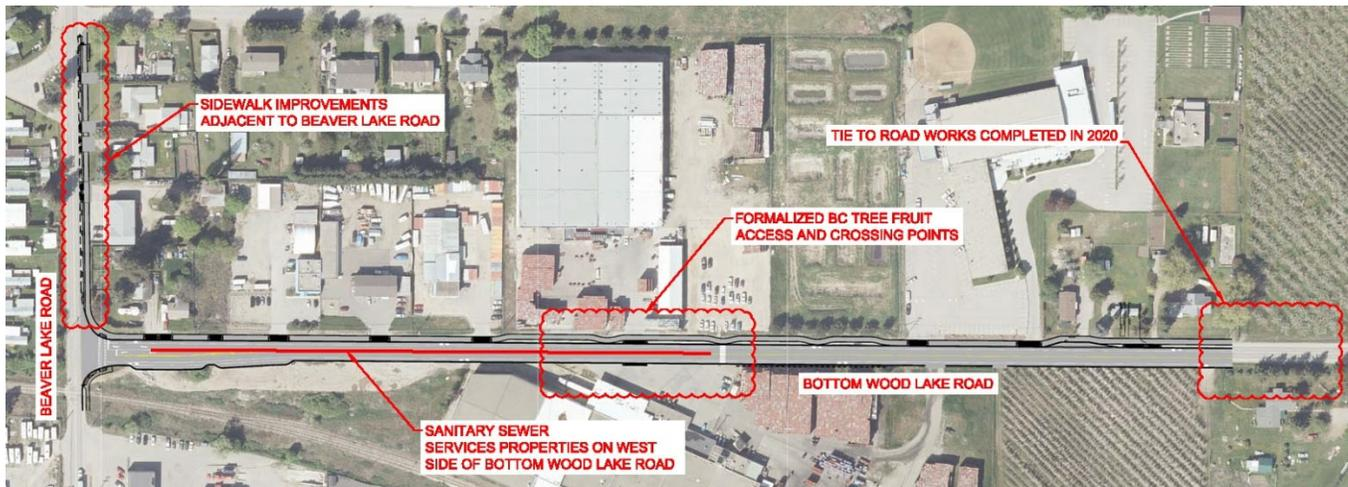 SIDEWALK IMPROVEMENTS
ADJACENT TO BEAVER LAKE ROAD
TIE TO ROAD WORKS COMPLETED IN 2020
FORMALIZED BC TREE FRUIT
ACCESS AND CROSSING POINTS
BEAVER LAKE ROAD
BOTTOM WOOD LAKE ROAD
SANITARY SEWER
SERVICES PROPERTIES ON WEST
SIDE OF BOTTOM WOOD LAKE ROAD